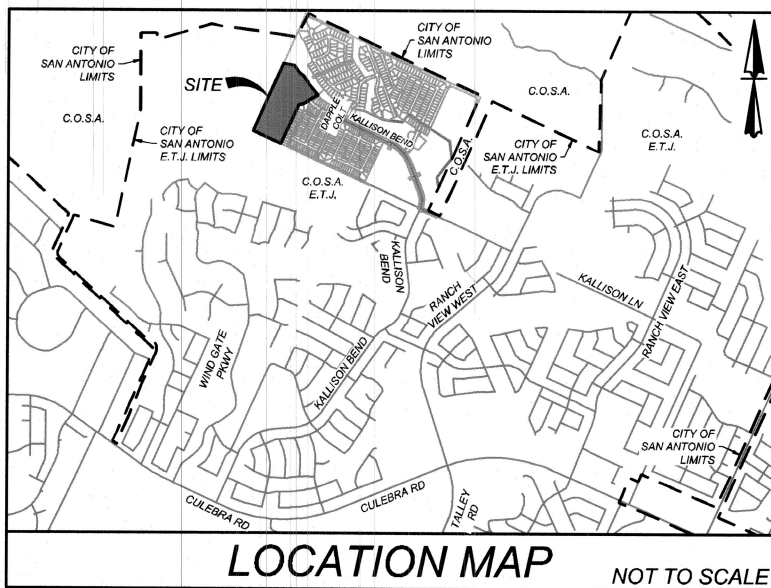 CITY OF
SAN ANTONIO
LIMITS
CITY OF
SAN ANTONIO
LIMITS
SITE
C.O.S.A.
C.O.S.A.
CITY OF
SAN ANTONIO
E.T.J. LIMITS
DAPPLE
COLT
KALLISON BEND
C.O.S.A.
CITY OF
SAN ANTONIO
E.T.J. LIMITS
C.O.S.A.
E.T.J.
C.O.S.A.
E.T.J.
KALLISON
BEND
RANCH
VIEW WEST
KALLISON LN
RANCH VIEW EAST
WIND GATE
PKWY
KALLISON BEND
CITY OF
SAN ANTONIO
LIMITS
CULEBRA RD
CULEBRA RD
TALLEY
RD
LOCATION MAP
NOT TO SCALE